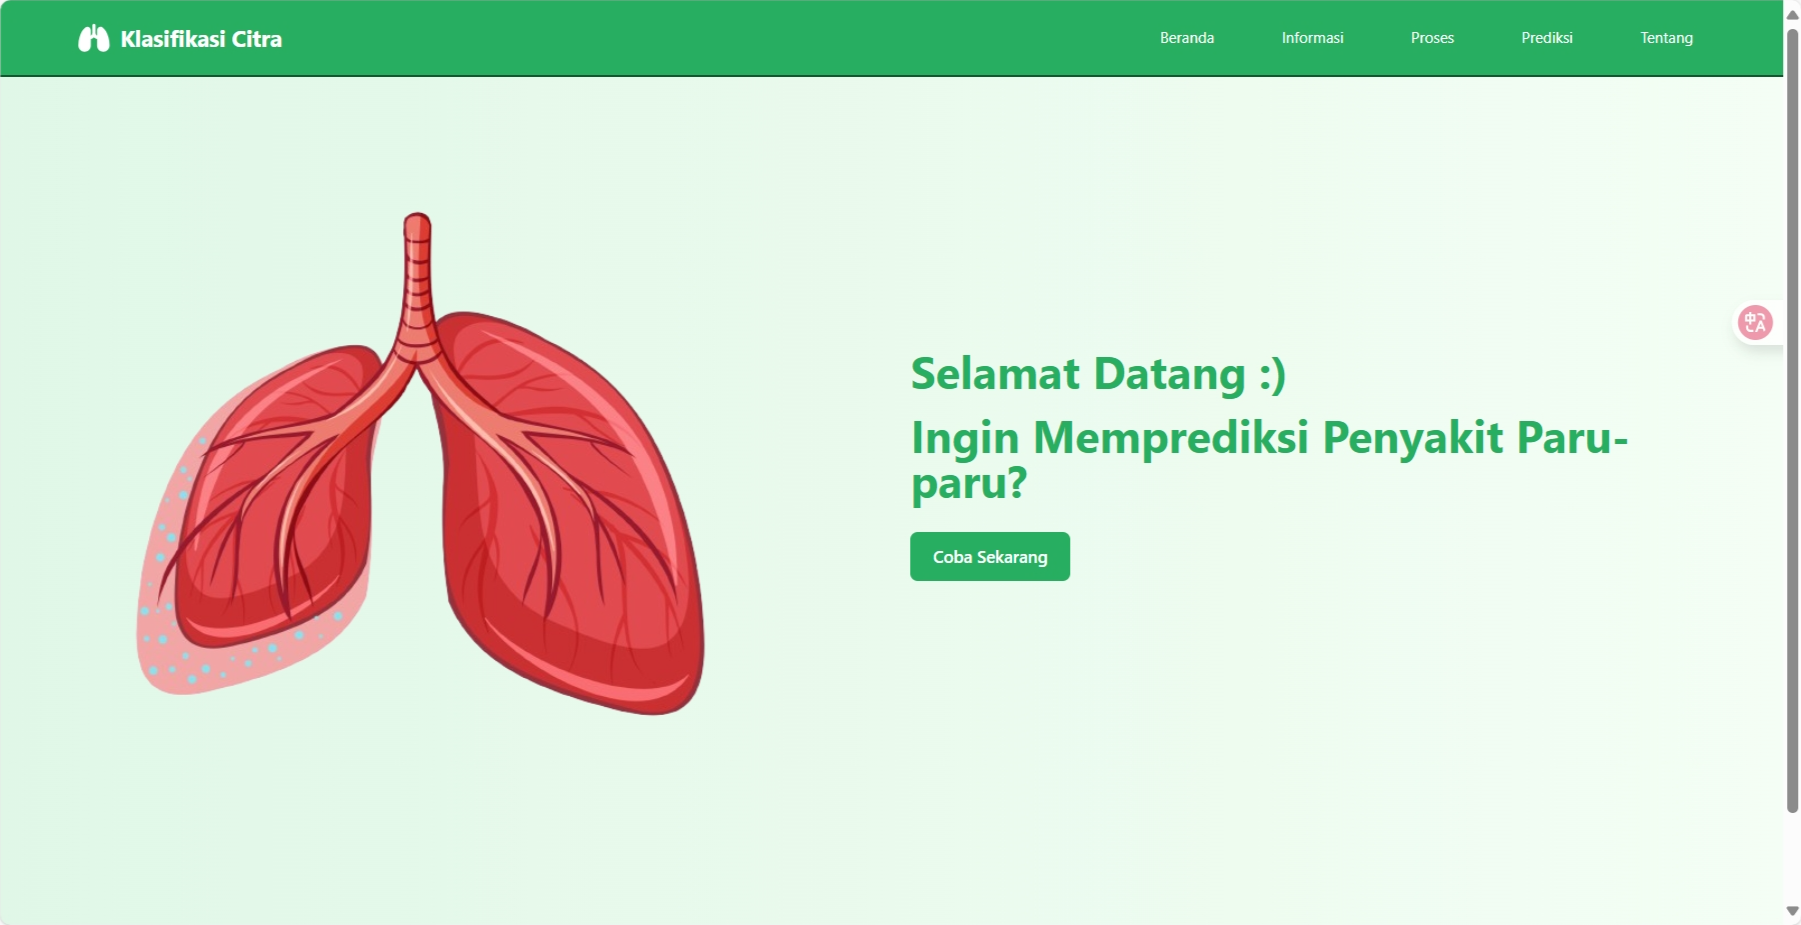 Klasifikasi Citra
Beranda
Informasi
Proses
Prediksi
Tentang
Selamat Datang :)
Ingin Memprediksi Penyakit Paru-
paru?
Coba Sekarang